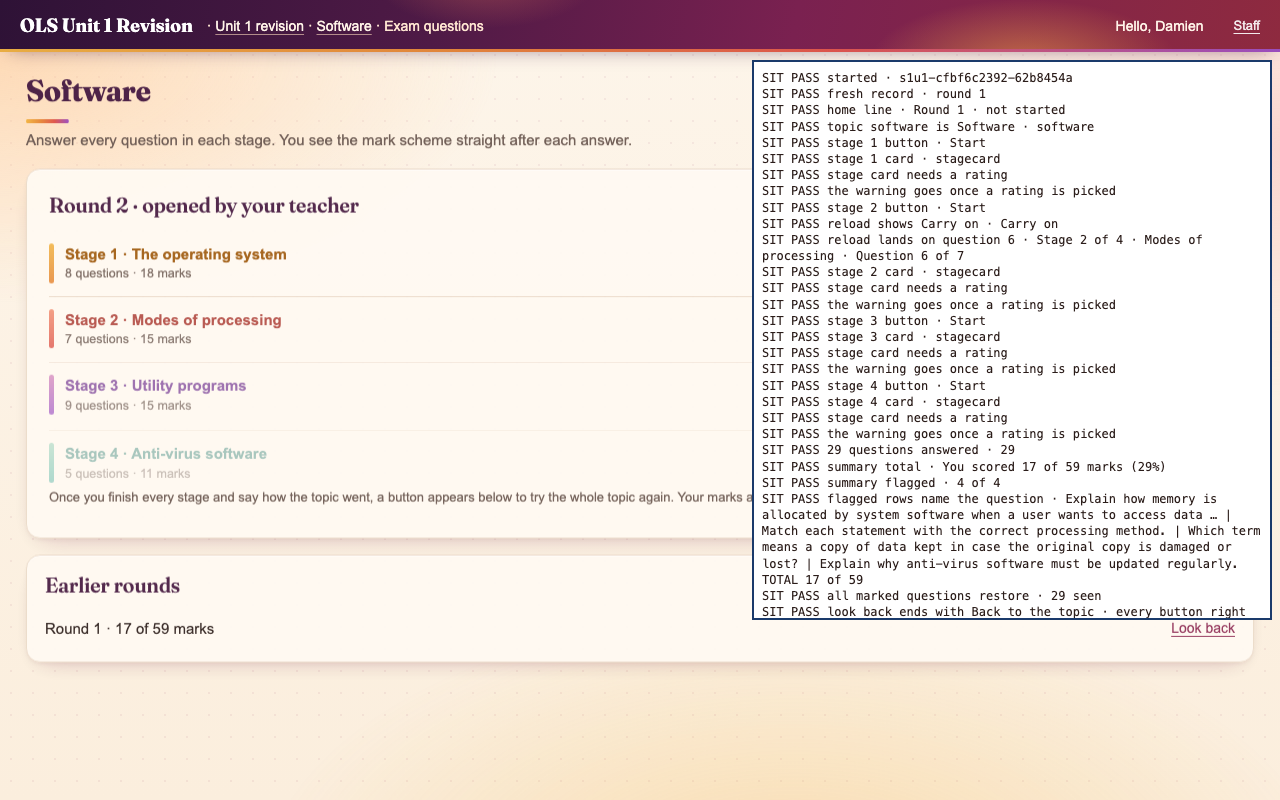 OLS Unit 1 Revision · Unit 1 revision · Software · Exam questions Hello, Damien Staff
Software
Answer every question in each stage. You see the mark scheme straight after each answer.
Round 2 · opened by your teacher
Stage 1 · The operating system
8 questions · 18 marks
Stage 2 · Modes of processing
7 questions · 15 marks
Stage 3 · Utility programs
9 questions · 15 marks
Stage 4 · Anti-virus software
5 questions · 11 marks
Once you finish every stage and say how the topic went, a button appears below to try the whole topic again. Your marks
Earlier rounds
Round 1 · 17 of 59 marks
Look back
SIT PASS started · s1u1-cfbf6c2392-62b8454a
SIT PASS fresh record · round 1
SIT PASS home line · Round 1 · not started
SIT PASS topic software is Software · software
SIT PASS stage 1 button · Start
SIT PASS stage 1 card · stagecard
SIT PASS stage card needs a rating
SIT PASS the warning goes once a rating is picked
SIT PASS stage 2 button · Start
SIT PASS reload shows Carry on · Carry on
SIT PASS reload lands on question 6 · Stage 2 of 4 · Modes of
processing · Question 6 of 7
SIT PASS stage 2 card · stagecard
SIT PASS stage card needs a rating
SIT PASS the warning goes once a rating is picked
SIT PASS stage 3 button · Start
SIT PASS stage 3 card · stagecard
SIT PASS stage card needs a rating
SIT PASS the warning goes once a rating is picked
SIT PASS stage 4 button · Start
SIT PASS stage 4 card · stagecard
SIT PASS stage card needs a rating
SIT PASS the warning goes once a rating is picked
SIT PASS 29 questions answered · 29
SIT PASS summary total · You scored 17 of 59 marks (29%)
SIT PASS summary flagged · 4 of 4
SIT PASS flagged rows name the question · Explain how memory is
allocated by system software when a user wants to access data … |
Match each statement with the correct processing method. | Which term
means a copy of data kept in case the original copy is damaged or
lost? | Explain why anti-virus software must be updated regularly.
TOTAL 17 of 59
SIT PASS all marked questions restore · 29 seen
SIT PASS look back ends with Back to the topic · every button right